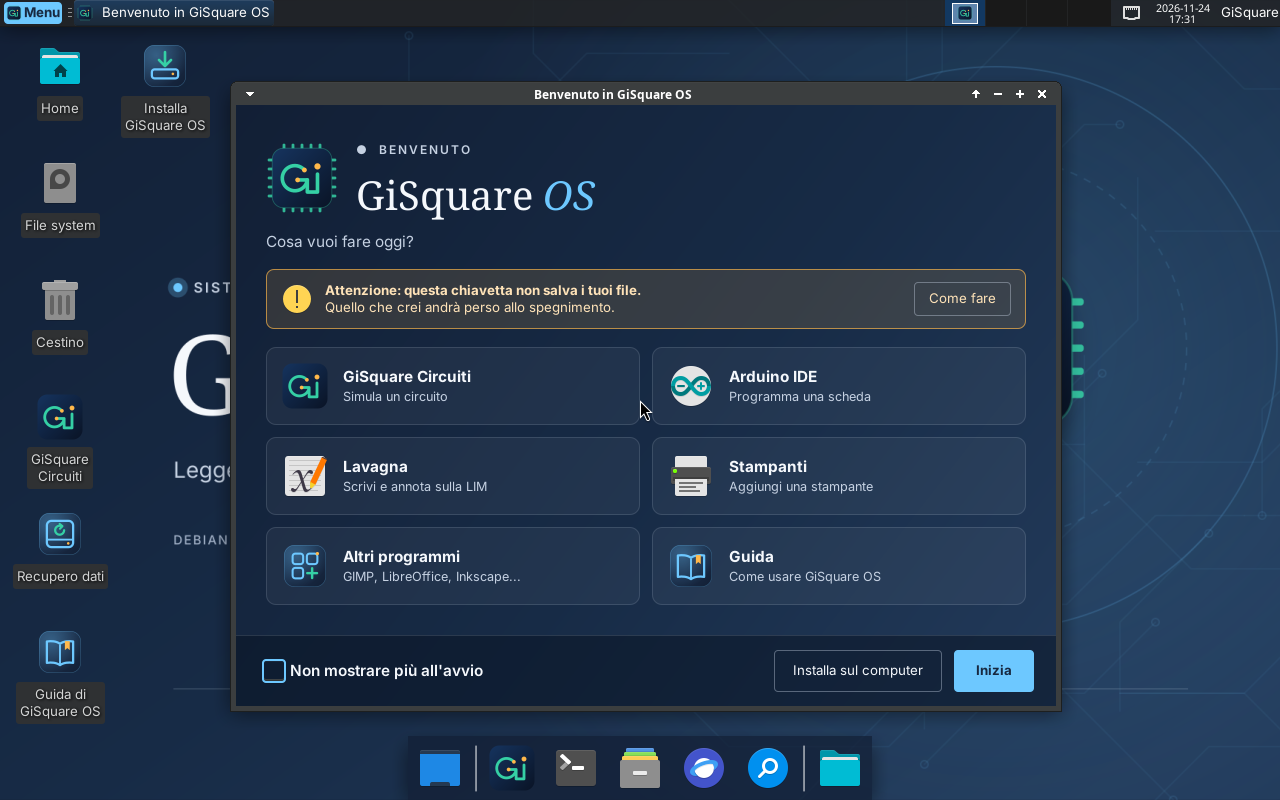 Menu
Benvenuto in GiSquare OS
2026-11-24
17:31
GiSquare
Home
Installa
GiSquare OS
File system
Cestino
GiSquare
Circuiti
Recupero dati
Guida di
GiSquare OS
SIST
G
Legge
DEBIAN
Benvenuto in GiSquare OS
Gi
BENVENUTO
GiSquare OS
Cosa vuoi fare oggi?
Attenzione: questa chiavetta non salva i tuoi file.
Quello che crei andrà perso allo spegnimento.
Come fare
GiSquare Circuiti
Simula un circuito
Arduino IDE
Programma una scheda
Lavagna
Scrivi e annota sulla LIM
Stampanti
Aggiungi una stampante
Altri programmi
GIMP, LibreOffice, Inkscape...
Guida
Come usare GiSquare OS
Non mostrare più all'avvio
Installa sul computer
Inizia